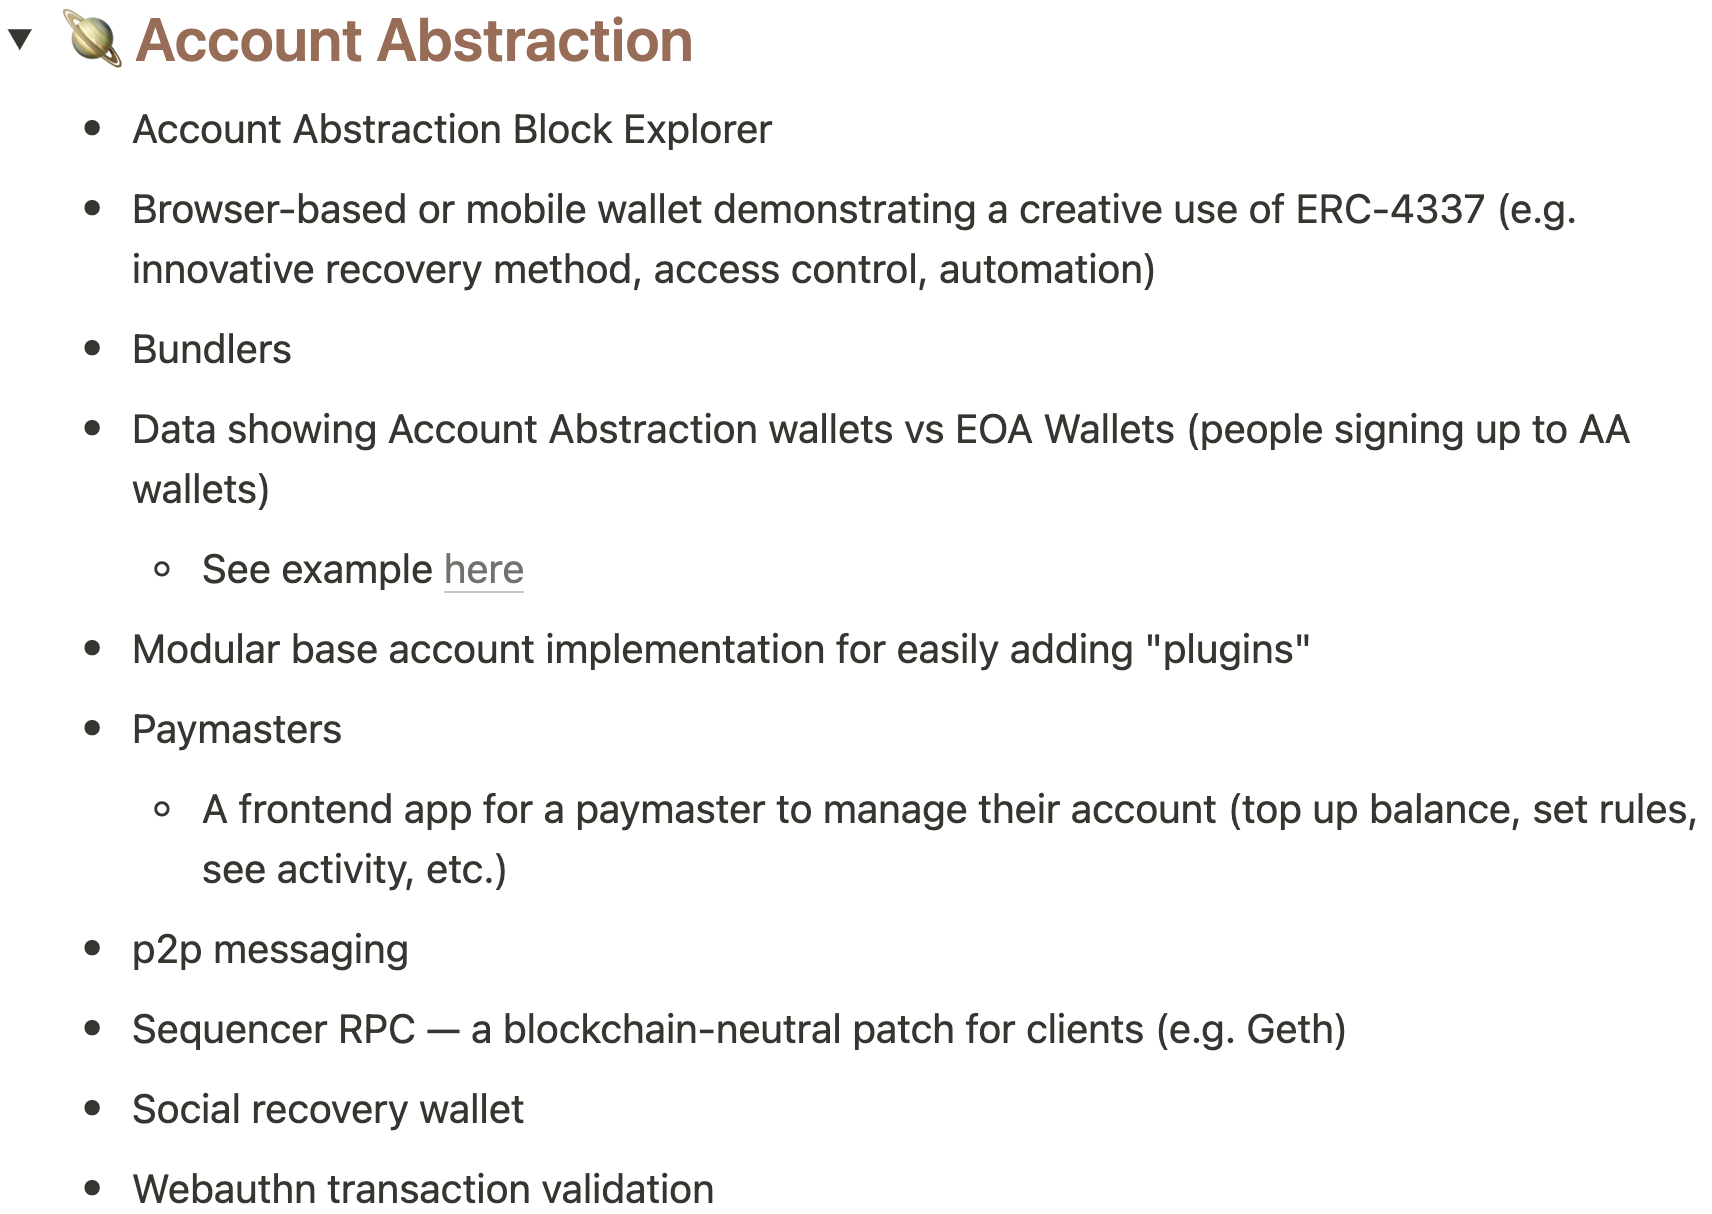 Account Abstraction
Account Abstraction Block Explorer
Browser-based or mobile wallet demonstrating a creative use of ERC-4337 (e.g.
innovative recovery method, access control, automation)
Bundlers
Data showing Account Abstraction wallets vs EOA Wallets (people signing up to AA
wallets)
See example here
Modular base account implementation for easily adding "plugins"
Paymasters
A frontend app for a paymaster to manage their account (top up balance, set rules,
see activity, etc.)
p2p messaging
Sequencer RPC — a blockchain-neutral patch for clients (e.g. Geth)
Social recovery wallet
Webauthn transaction validation